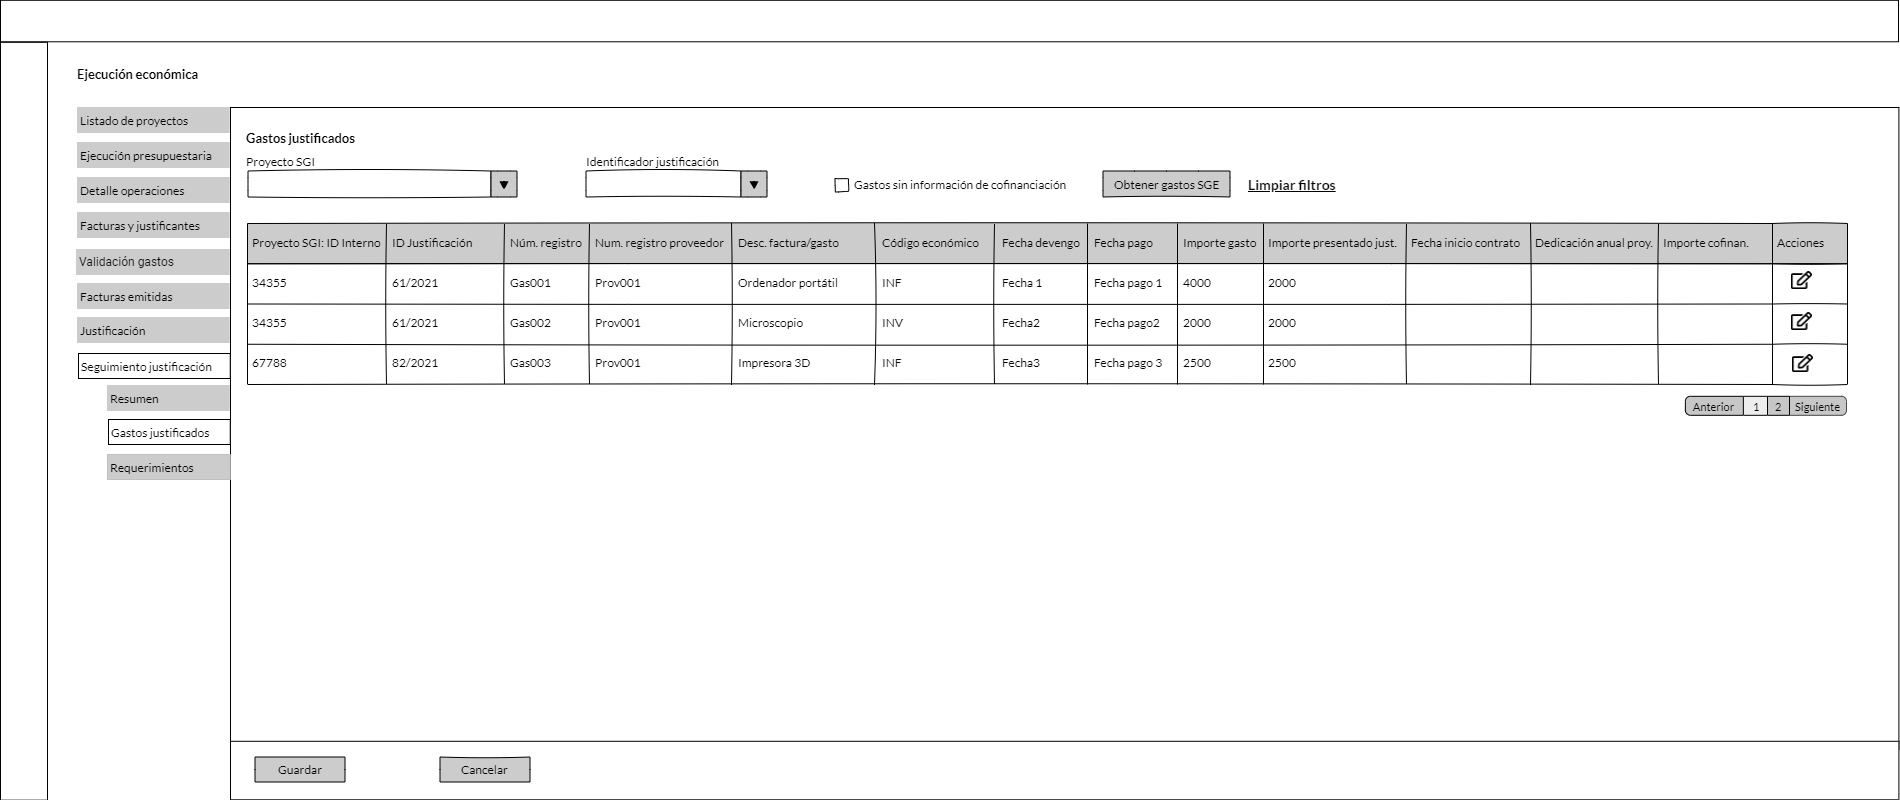 Ejecución económica
Listado de proyectos
Ejecución presupuestaria
Detalle operaciones
Facturas y justificantes
Validación gastos
Facturas emitidas
Justificación
Seguimiento justificación
Resumen
Gastos justificados
Requerimientos
Gastos justificados
Proyecto SGI Identificador justificación
Gastos sin información de cofinanciación Obtener gastos SGE Limpiar filtros
Proyecto SGI: ID Interno ID Justificación Núm. registro Num. registro proveedor Desc. factura/gasto Código económico Fecha devengo Fecha pago Importe gasto Importe presentado just. Fecha inicio contrato Dedicación anual proy. Importe cofinan. Acciones
34355 61/2021 Gas001 Prov001 Ordenador portátil INF Fecha 1 Fecha pago 1 4000 2000
34355 61/2021 Gas002 Prov001 Microscopio INV Fecha2 Fecha pago2 2000 2000
67788 82/2021 Gas003 Prov001 Impresora 3D INF Fecha3 Fecha pago 3 2500 2500
Anterior 1 2 Siguiente
Guardar Cancelar